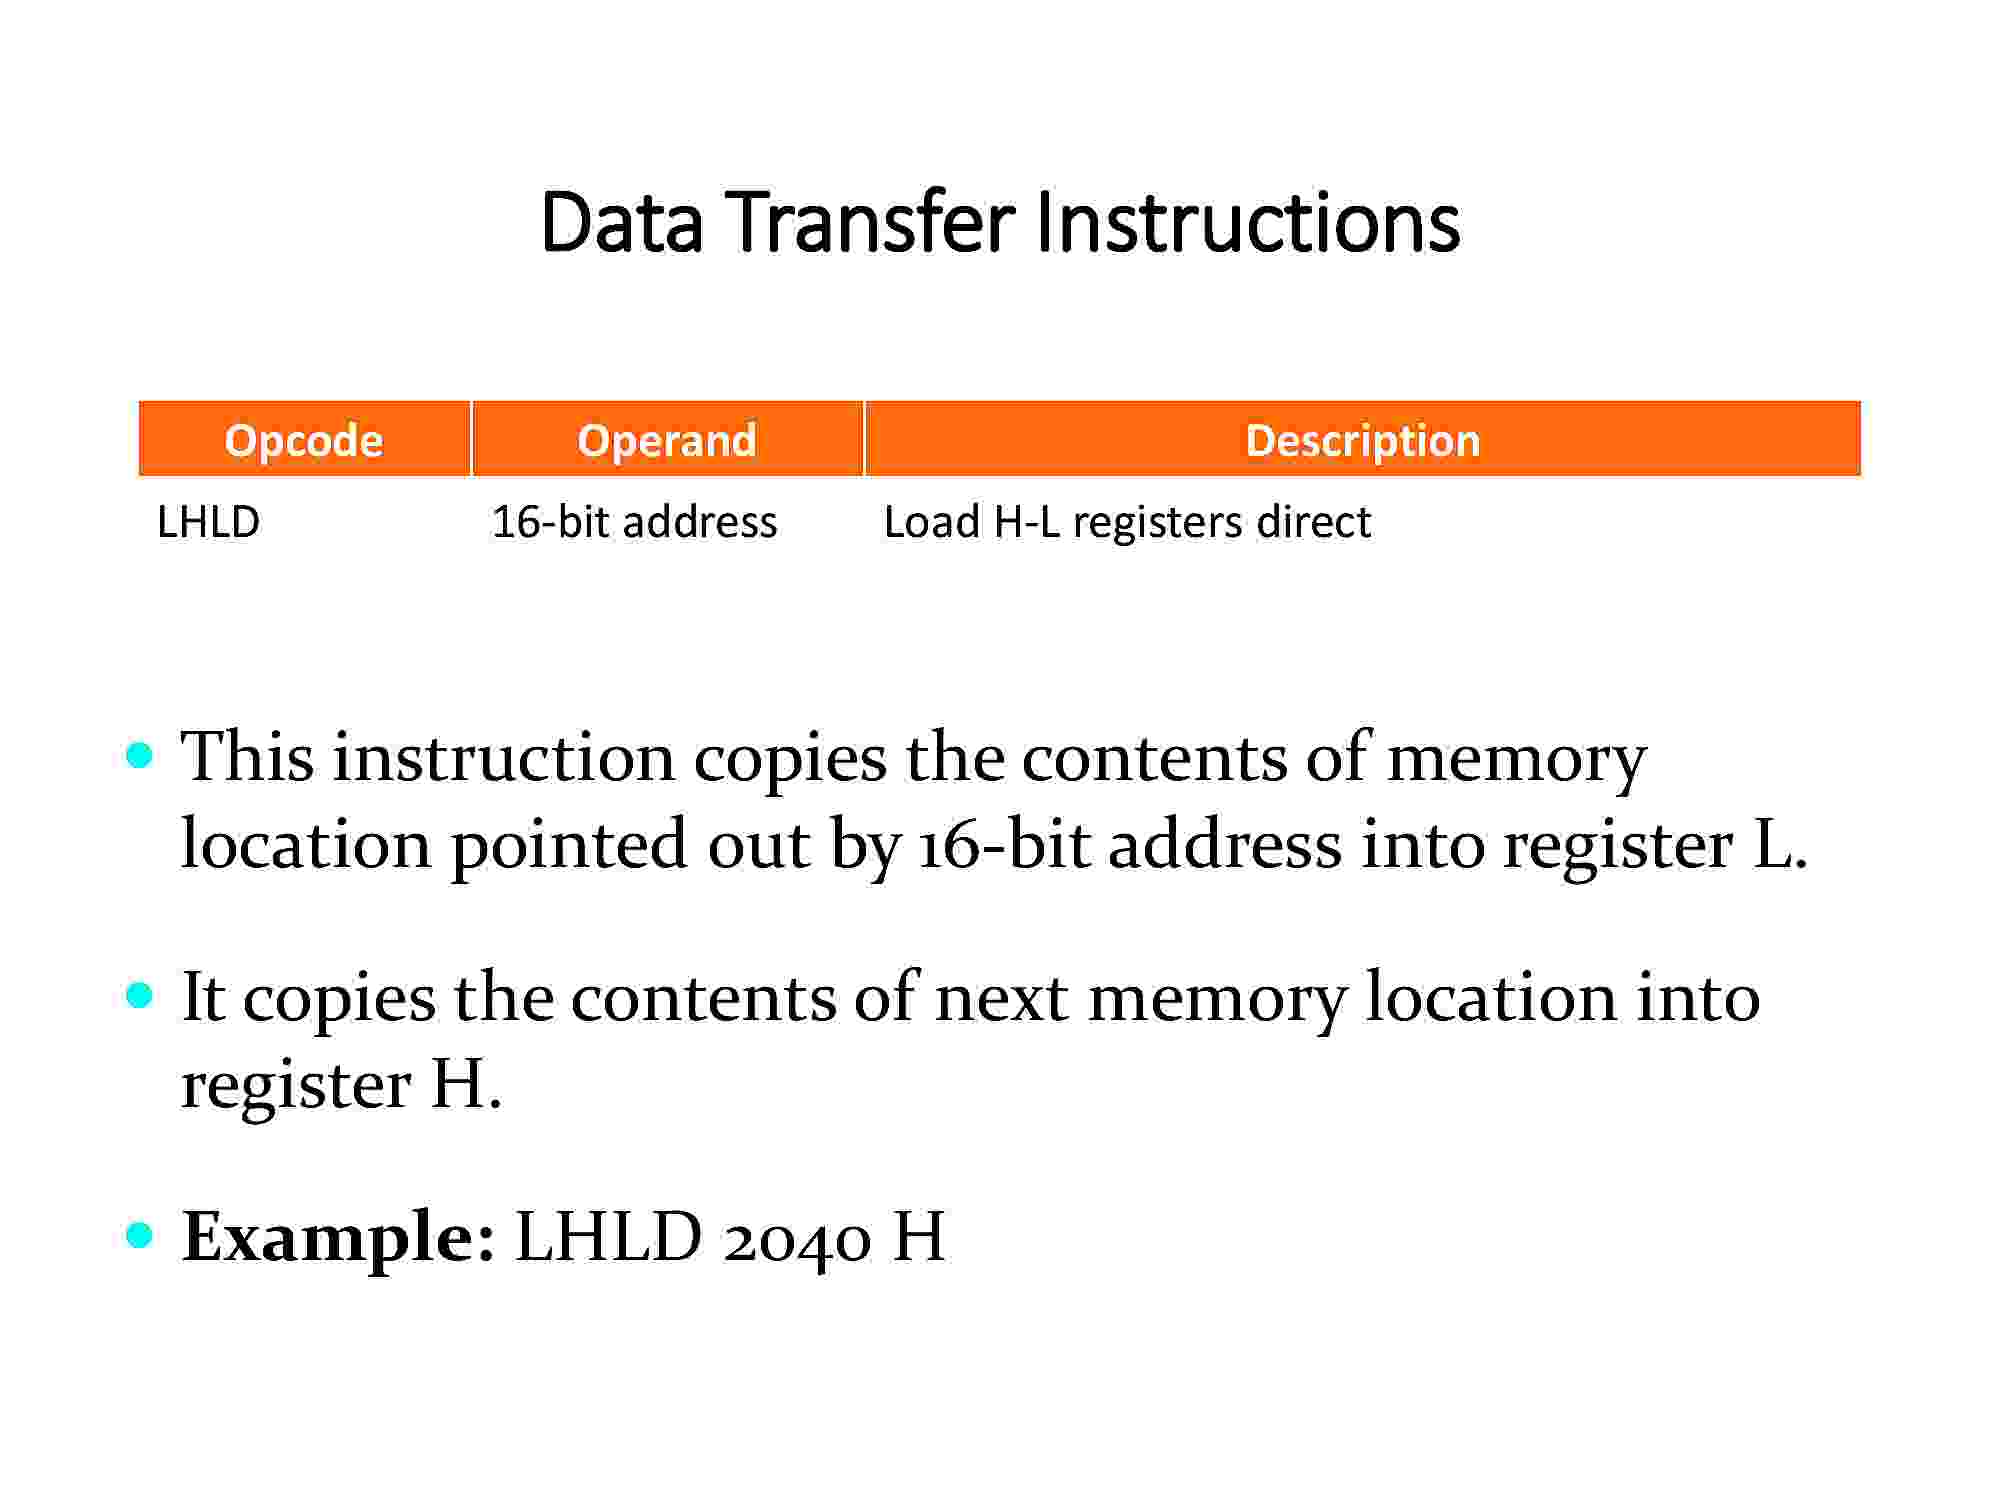 Data Transfer Instructions
Opcode Operand Description
LHLD 16-bit address Load H-L registers direct
• This instruction copies the contents of memory
location pointed out by 16-bit address into register L.
• It copies the contents of next memory location into
register H.
• Example: LHLD 2040 H